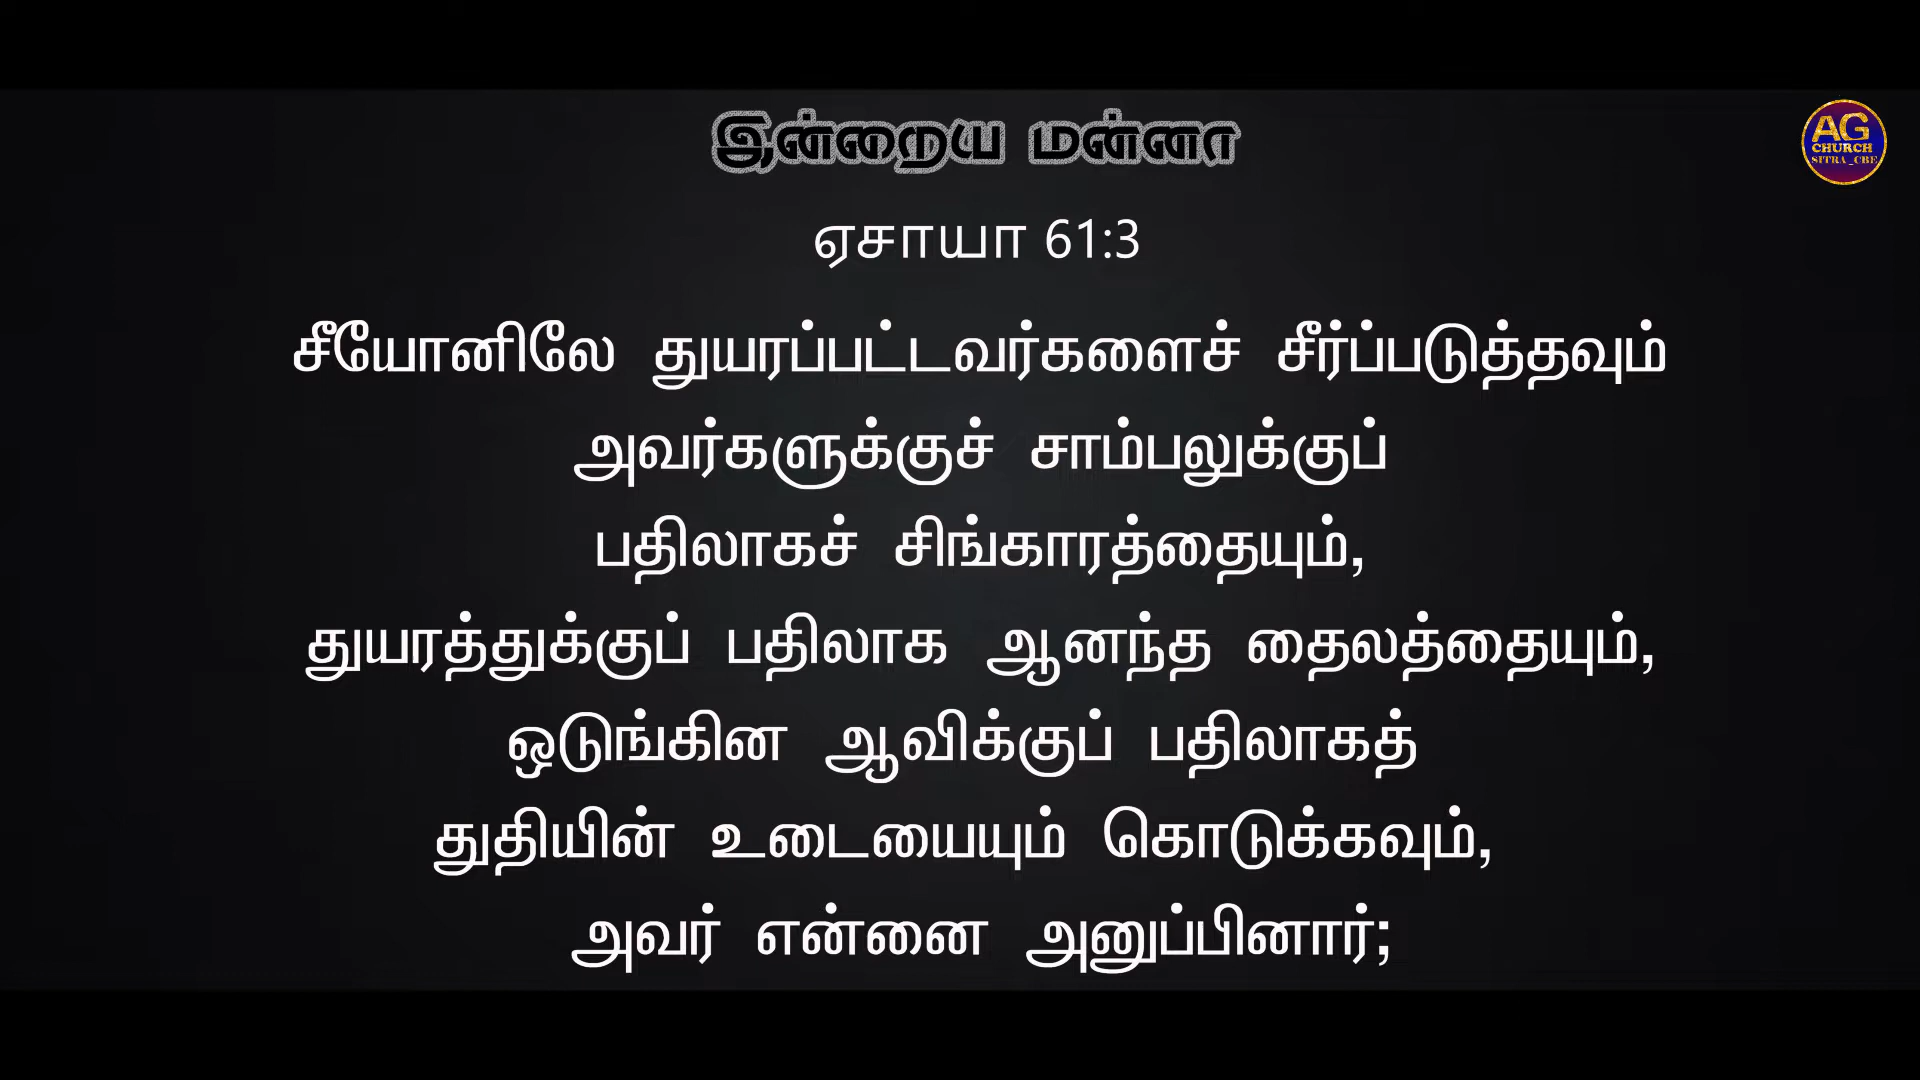 இன்றைய மன்னா
AG
CHURCH
SITRA_CBE
ஏசாயா 61:3
சீயோனிலே துயரப்பட்டவர்களைச் சீர்ப்படுத்தவும்
அவர்களுக்குச் சாம்பலுக்குப்
பதிலாகச் சிங்காரத்தையும்,
துயரத்துக்குப் பதிலாக ஆனந்த தைலத்தையும்,
ஒடுங்கின ஆவிக்குப் பதிலாகத்
துதியின் உடையையும் கொடுக்கவும்,
அவர் என்னை அனுப்பினார்;